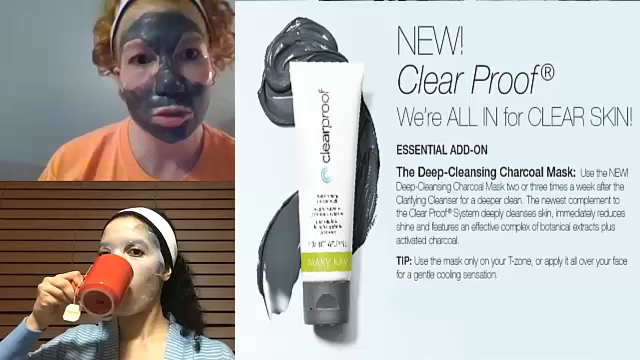 NEW!
Clear Proof®
We're ALL IN for CLEAR SKIN!
ESSENTIAL ADD-ON
The Deep-Cleansing Charcoal Mask: Use the NEW!
Deep-Cleansing Charcoal Mask two or three times a week after the
Clarifying Cleanser for a deeper clean. The newest complement to
the Clear Proof® System deeply cleanses skin, immediately reduces
shine and features an effective complex of botanical extracts plus
activated charcoal.
TIP: Use the mask only on your T-zone, or apply it all over your face
for a gentle cooling sensation.
clearproof
MARY KAY